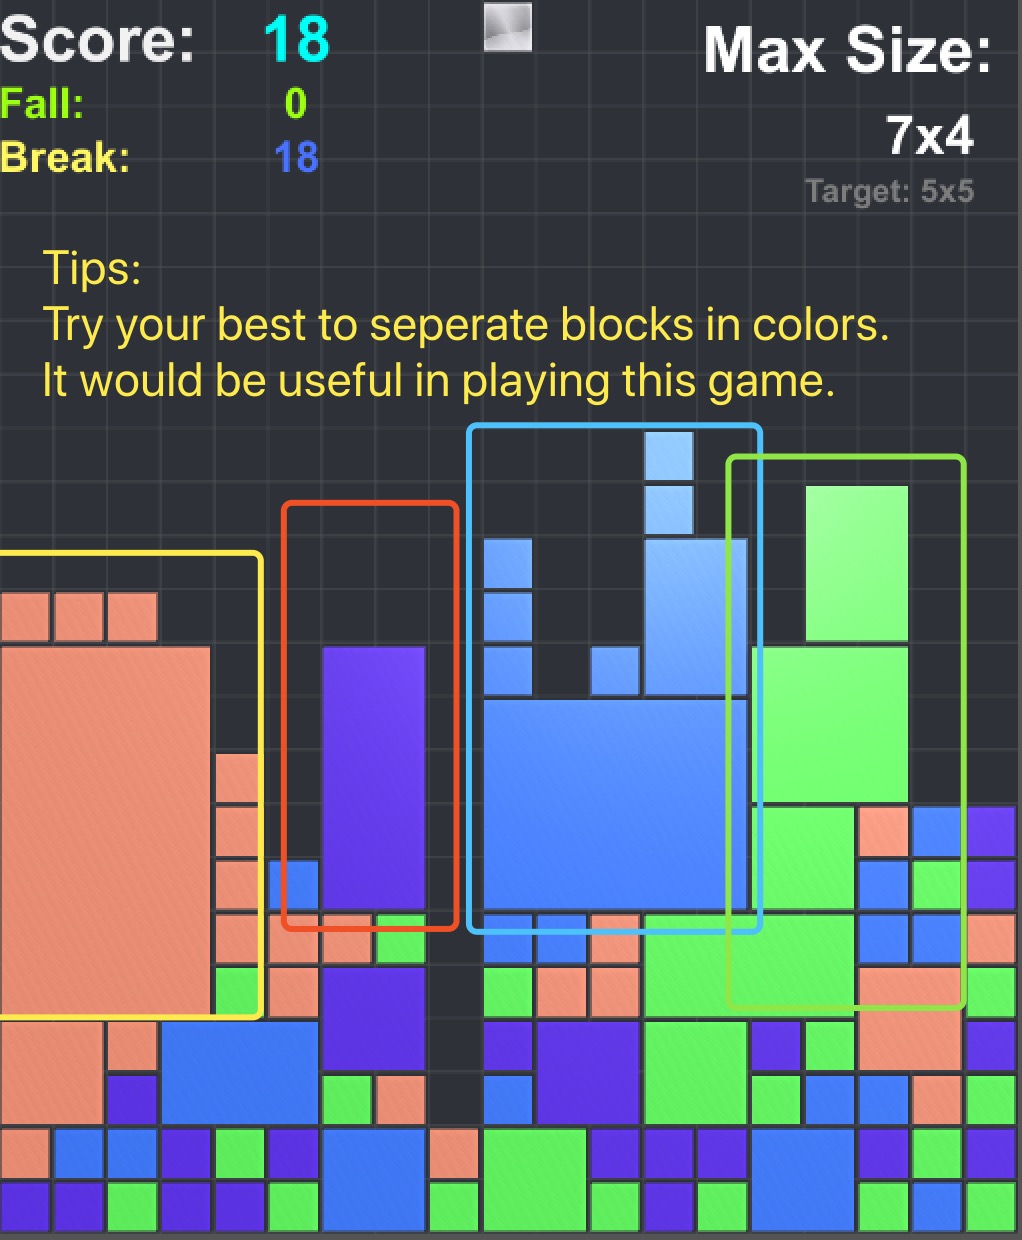 Score: 18
Fall: 0
Break: 18
Max Size:
7x4
Target: 5x5
Tips:
Try your best to seperate blocks in colors.
It would be useful in playing this game.